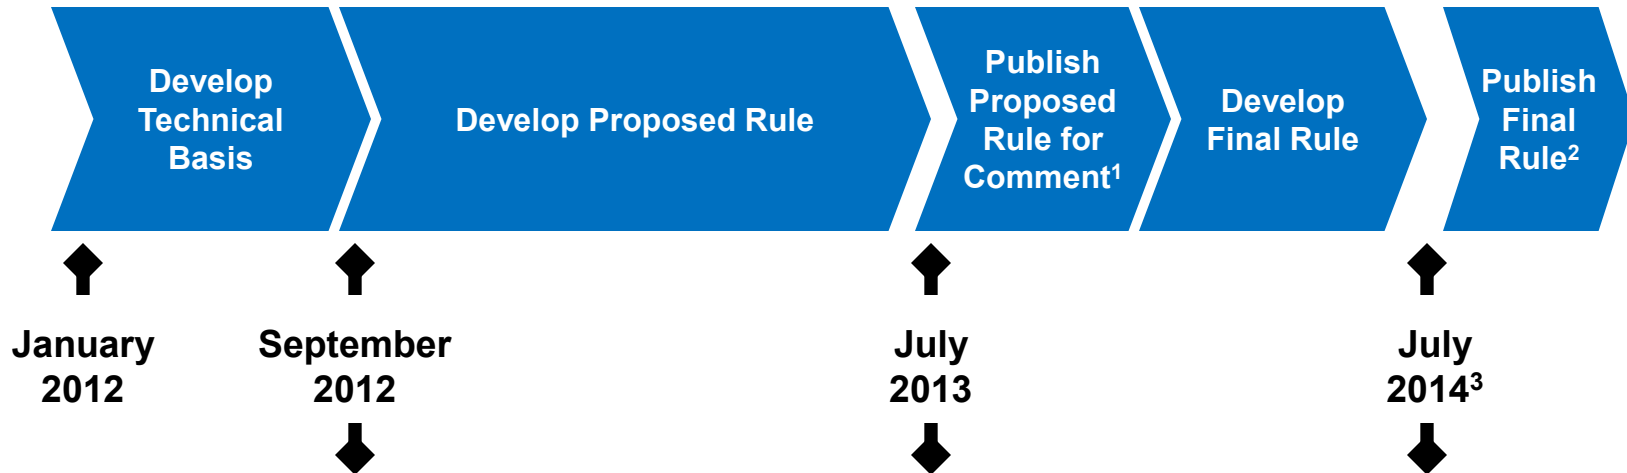 Develop
Technical
Basis
Develop Proposed Rule
Publish
Proposed
Rule for
Comment¹
Develop
Final Rule
Publish
Final
Rule²
January
2012
September
2012
July
2013
July
2014³